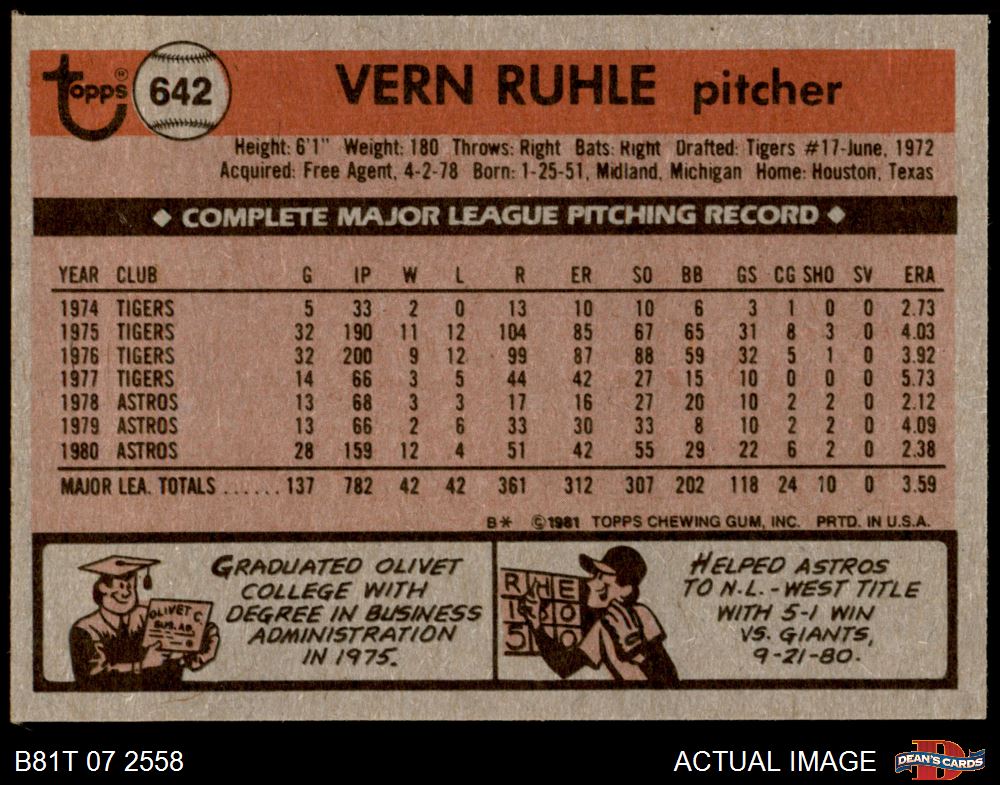 topps® 642 VERN RUHLE pitcher
Height: 6'1" Weight: 180 Throws: Right Bats: Right Drafted: Tigers #17-June, 1972
Acquired: Free Agent, 4-2-78 Born: 1-25-51, Midland, Michigan Home: Houston, Texas
◆ COMPLETE MAJOR LEAGUE PITCHING RECORD ◆
YEAR CLUB G IP W L R ER SO BB GS CG SHO SV ERA
1974 TIGERS 5 33 2 0 13 10 10 6 3 1 0 0 2.73
1975 TIGERS 32 190 11 12 104 85 67 65 31 8 3 0 4.03
1976 TIGERS 32 200 9 12 99 87 88 59 32 5 1 0 3.92
1977 TIGERS 14 66 3 5 44 42 27 15 10 0 0 0 5.73
1978 ASTROS 13 68 3 3 17 16 27 20 10 2 2 0 2.12
1979 ASTROS 13 66 2 6 33 30 33 8 10 2 2 0 4.09
1980 ASTROS 28 159 12 4 51 42 55 29 22 6 2 0 2.38
MAJOR LEA. TOTALS ...... 137 782 42 42 361 312 307 202 118 24 10 0 3.59
B* ©1981 TOPPS CHEWING GUM, INC. PRTD. IN U.S.A.
GRADUATED OLIVET
COLLEGE WITH
DEGREE IN BUSINESS
ADMINISTRATION
IN 1975.
OLIVET C.
BUS. AD.
R H E
1 5 0
5 0
HELPED ASTROS
TO N.L.-WEST TITLE
WITH 5-1 WIN
VS. GIANTS,
9-21-80.
B81T 07 2558
ACTUAL IMAGE
D
DEAN'S CARDS